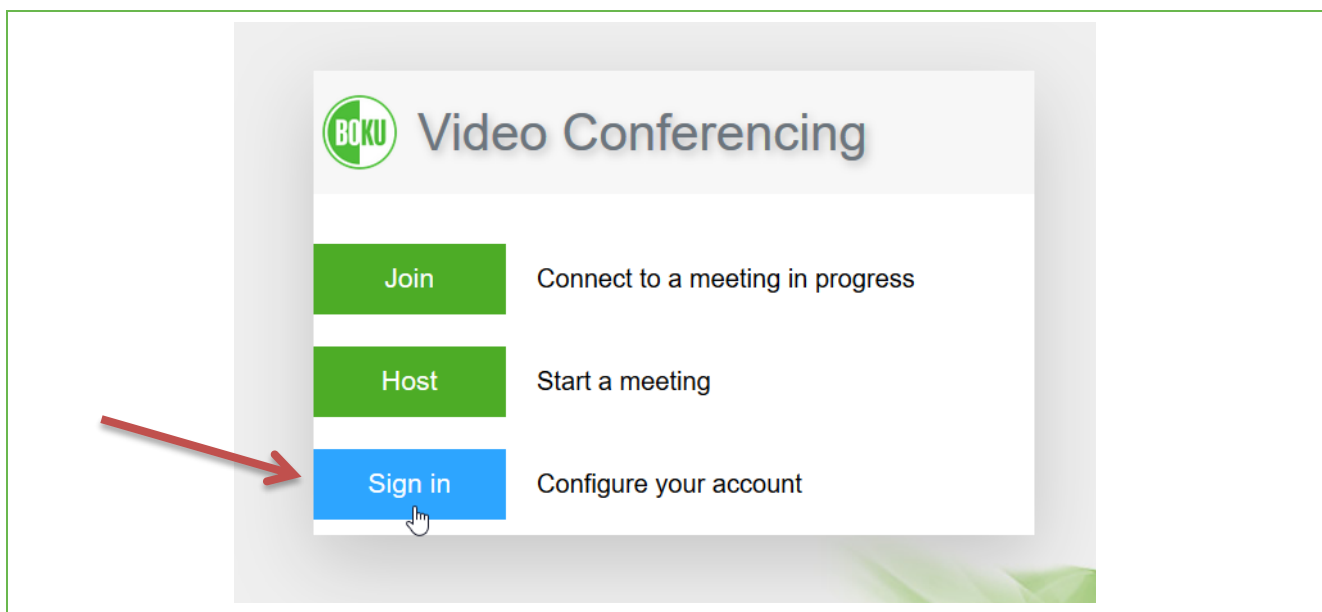 BOKU Video Conferencing
Join Connect to a meeting in progress
Host Start a meeting
Sign in Configure your account